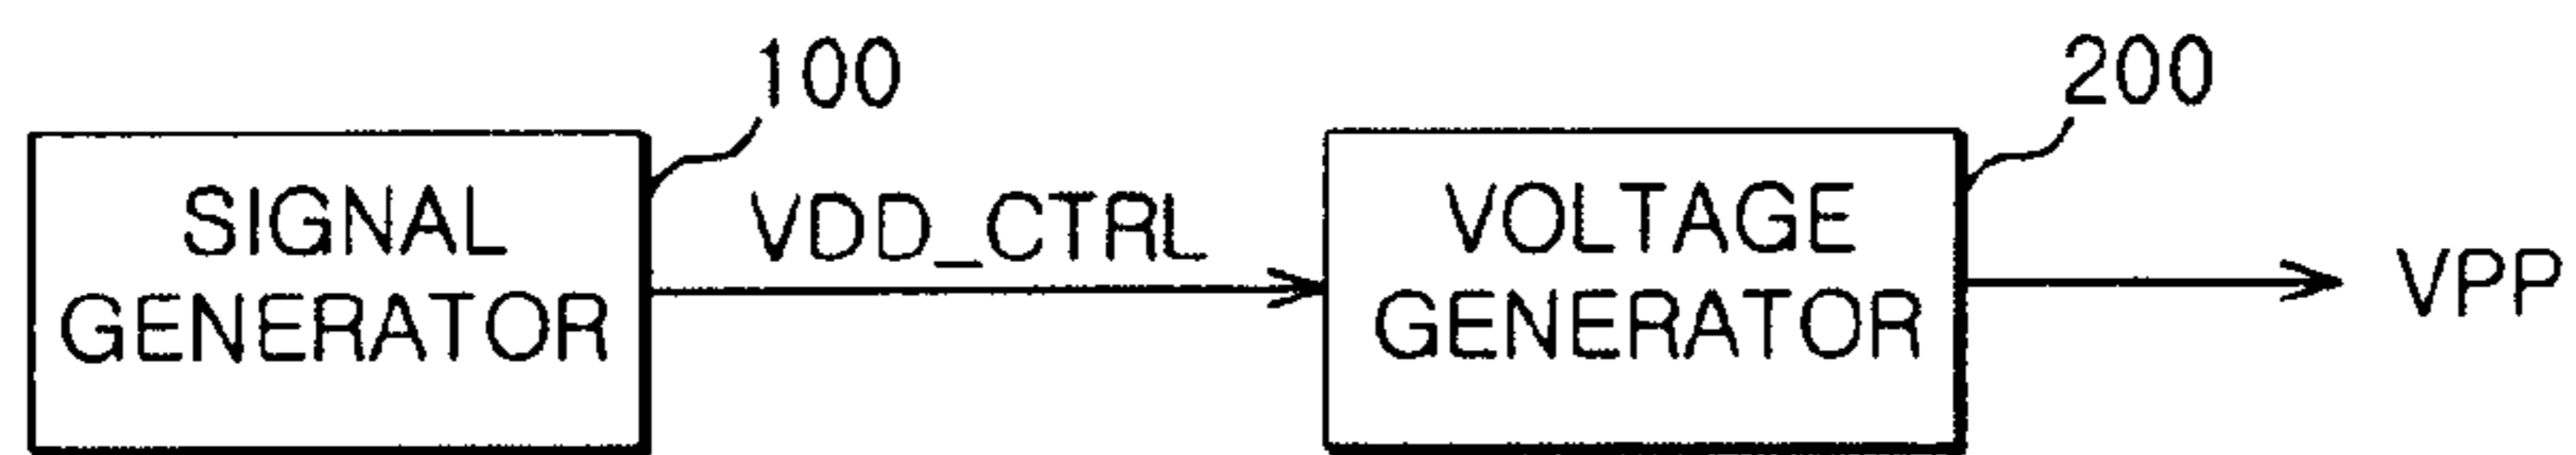 100
200
SIGNAL
GENERATOR
VDD_CTRL
VOLTAGE
GENERATOR
VPP